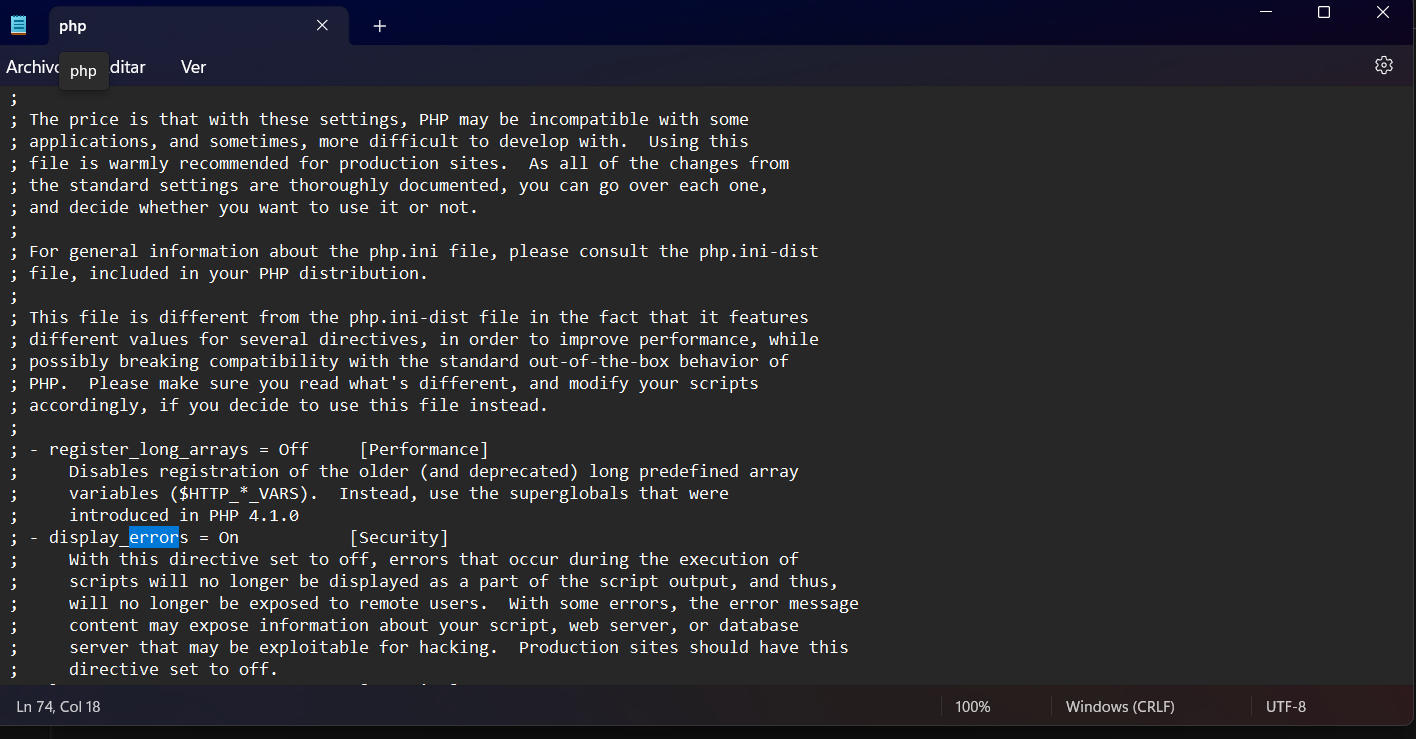 php
Archivo
php
ditar
Ver
;
; The price is that with these settings, PHP may be incompatible with some
; applications, and sometimes, more difficult to develop with.  Using this
; file is warmly recommended for production sites.  As all of the changes from
; the standard settings are thoroughly documented, you can go over each one,
; and decide whether you want to use it or not.
;
; For general information about the php.ini file, please consult the php.ini-dist
; file, included in your PHP distribution.
;
; This file is different from the php.ini-dist file in the fact that it features
; different values for several directives, in order to improve performance, while
; possibly breaking compatibility with the standard out-of-the-box behavior of
; PHP.  Please make sure you read what's different, and modify your scripts
; accordingly, if you decide to use this file instead.
;
; - register_long_arrays = Off     [Performance]
;     Disables registration of the older (and deprecated) long predefined array
;     variables ($HTTP_*_VARS).  Instead, use the superglobals that were
;     introduced in PHP 4.1.0
; - display_errors = On           [Security]
;     With this directive set to off, errors that occur during the execution of
;     scripts will no longer be displayed as a part of the script output, and thus,
;     will no longer be exposed to remote users.  With some errors, the error message
;     content may expose information about your script, web server, or database
;     server that may be exploitable for hacking.  Production sites should have this
;     directive set to off.
Ln 74, Col 18
100%
Windows (CRLF)
UTF-8